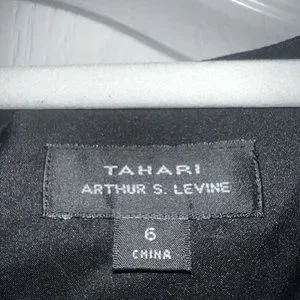 TAHARI
ARTHUR S. LEVINE
6
CHINA